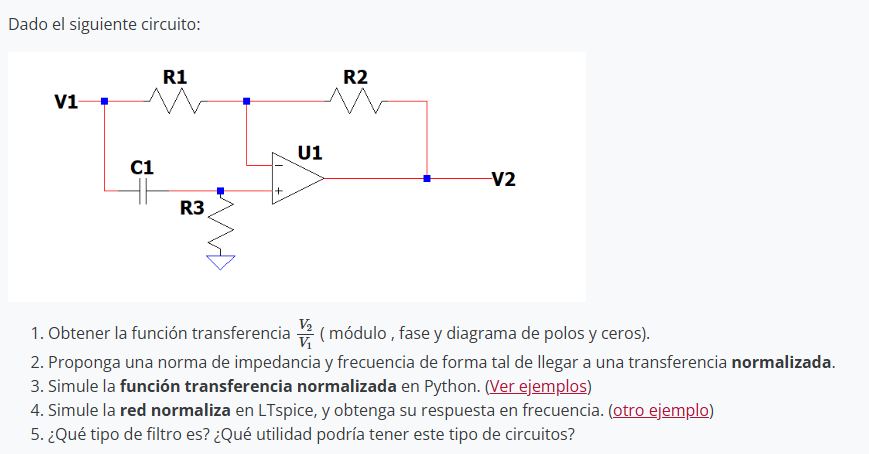 Dado el siguiente circuito:
R1
R2
V1
U1
C1
V2
R3
1. Obtener la función transferencia V₂/V₁ ( módulo , fase y diagrama de polos y ceros).
2. Proponga una norma de impedancia y frecuencia de forma tal de llegar a una transferencia normalizada.
3. Simule la función transferencia normalizada en Python. (Ver ejemplos)
4. Simule la red normaliza en LTspice, y obtenga su respuesta en frecuencia. (otro ejemplo)
5. ¿Qué tipo de filtro es? ¿Qué utilidad podría tener este tipo de circuitos?